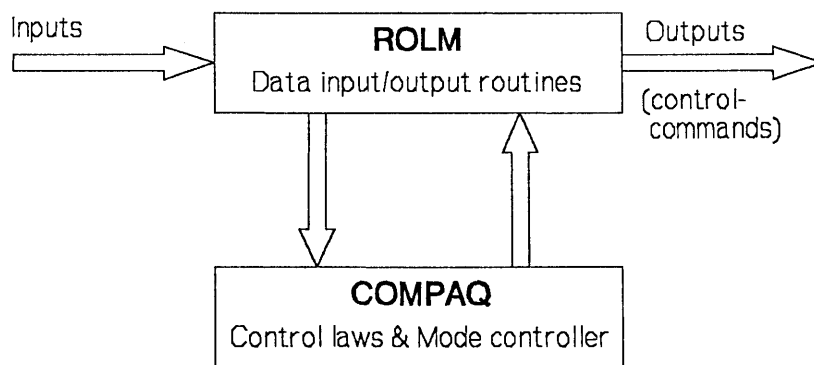 Inputs
ROLM
Data input/output routines
Outputs
(control-
commands)
COMPAQ
Control laws & Mode controller